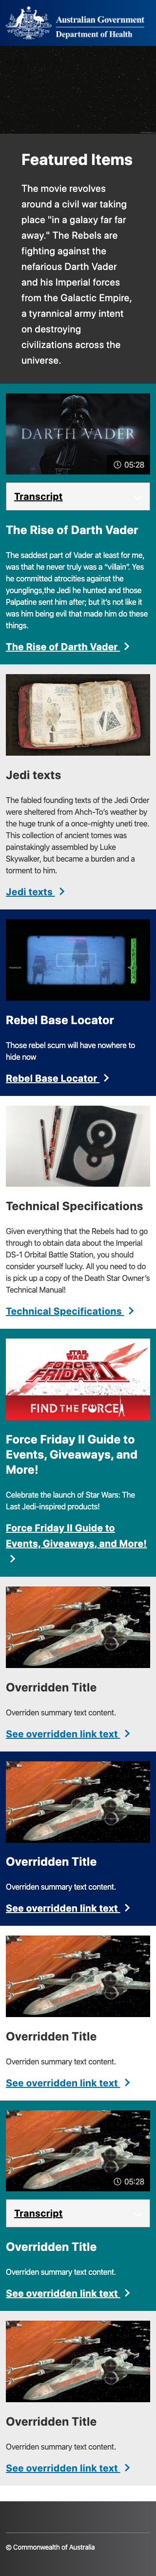 Australian Government
Department of Health
Featured Items
The movie revolves
around a civil war taking
place "in a galaxy far far
away." The Rebels are
fighting against the
nefarious Darth Vader
and his Imperial forces
from the Galactic Empire,
a tyrannical army intent
on destroying
civilizations across the
universe.
DARTH VADER
05:28
Transcript
The Rise of Darth Vader
The saddest part of Vader at least for me,
was that he never truly was a “villain”. Yes
he committed atrocities against the
younglings,the Jedi he hunted and those
Palpatine sent him after; but it’s not like it
was him being evil that made him do these
things.
The Rise of Darth Vader
Jedi texts
The fabled founding texts of the Jedi Order
were sheltered from Ahch-To’s weather by
the huge trunk of a once-mighty uneti tree.
This collection of ancient tomes was
painstakingly assembled by Luke
Skywalker, but became a burden and a
torment to him.
Jedi texts
Rebel Base Locator
Those rebel scum will have nowhere to
hide now
Rebel Base Locator
Technical Specifications
Given everything that the Rebels had to go
through to obtain data about the Imperial
DS-1 Orbital Battle Station, you should
consider yourself lucky. All you need to do
is pick up a copy of the Death Star Owner’s
Technical Manual!
Technical Specifications
STAR WARS
FORCE FRIDAY II
FIND THE FORCE
Force Friday II Guide to
Events, Giveaways, and
More!
Celebrate the launch of Star Wars: The
Last Jedi-inspired products!
Force Friday II Guide to
Events, Giveaways, and More!
Overridden Title
Overriden summary text content.
See overridden link text
Overridden Title
Overriden summary text content.
See overridden link text
Overridden Title
Overriden summary text content.
See overridden link text
05:28
Transcript
Overridden Title
Overriden summary text content.
See overridden link text
Overridden Title
Overriden summary text content.
See overridden link text
© Commonwealth of Australia